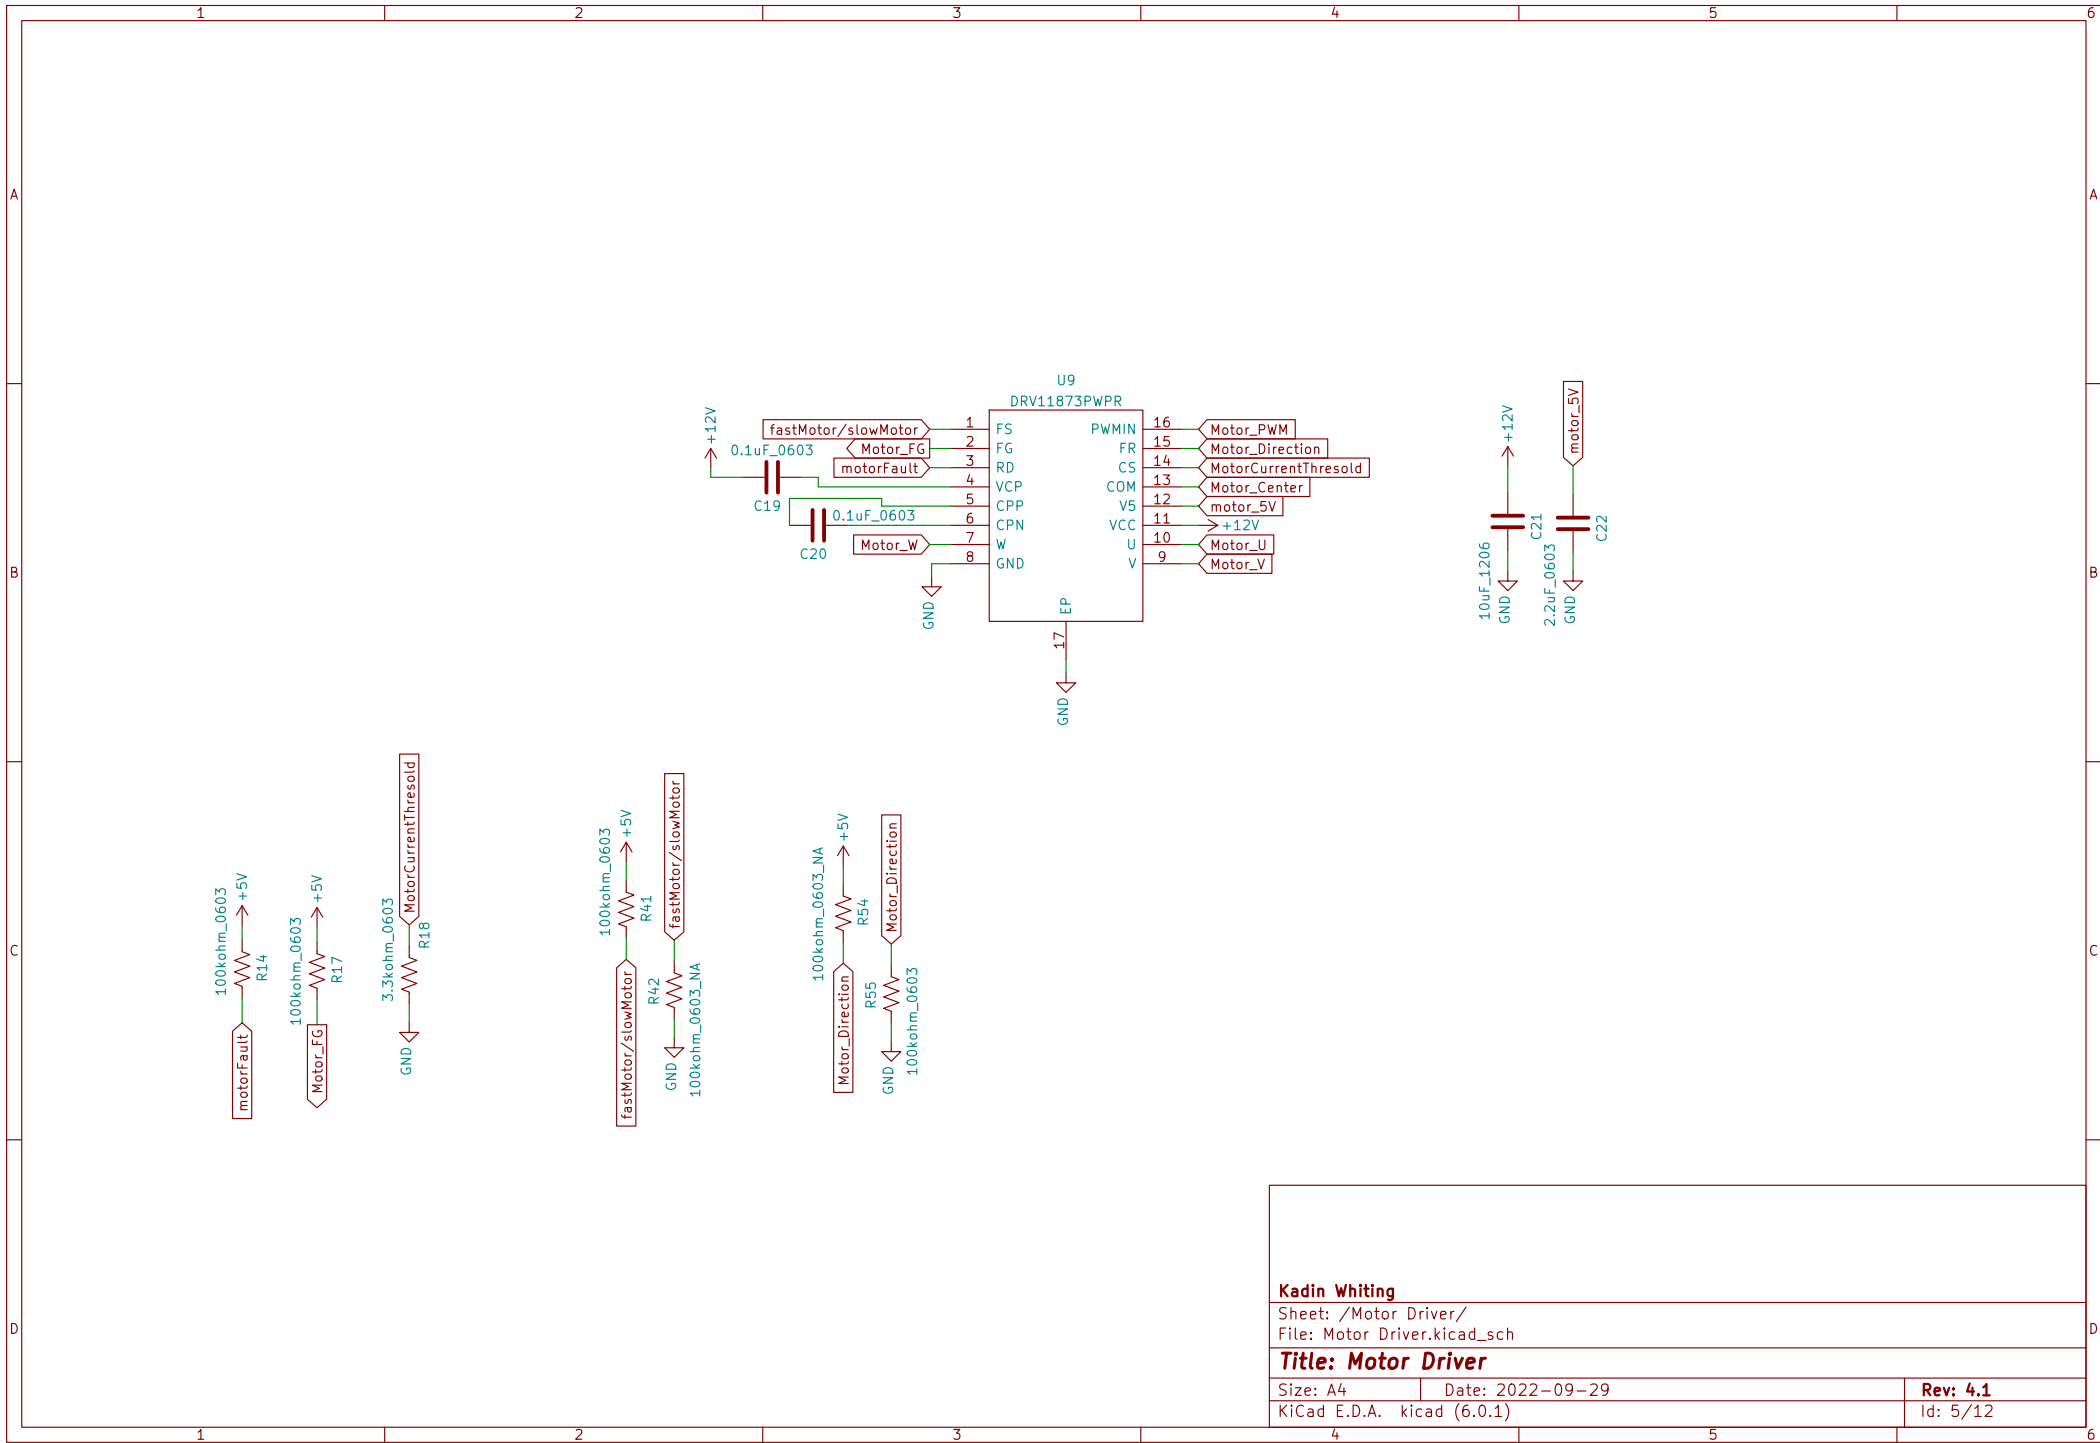 1 2 3 4 5 6
A A
U9
DRV11873PWPR
+12V
0.1uF_0603
C19
0.1uF_0603
C20
fastMotor/slowMotor 1 FS
Motor_FG 2 FG
motorFault 3 RD
4 VCP
5 CPP
6 CPN
Motor_W 7 W
8 GND
GND
PWMIN 16 Motor_PWM
FR 15 Motor_Direction
CS 14 MotorCurrentThresold
COM 13 Motor_Center
V5 12 motor_5V
VCC 11 +12V
U 10 Motor_U
V 9 Motor_V
EP
17
GND
+12V
C21
10uF_1206
GND
motor_5V
C22
2.2uF_0603
GND
B B
+5V
100kohm_0603
R14
motorFault
+5V
100kohm_0603
R17
Motor_FG
MotorCurrentThresold
3.3kohm_0603
R18
GND
+5V
100kohm_0603
R41
fastMotor/slowMotor
fastMotor/slowMotor
R42
100kohm_0603_NA
GND
+5V
100kohm_0603_NA
R54
Motor_Direction
Motor_Direction
R55
100kohm_0603
GND
C C
D D
Kadin Whiting
Sheet: /Motor Driver/
File: Motor Driver.kicad_sch
Title: Motor Driver
Size: A4 Date: 2022-09-29 Rev: 4.1
KiCad E.D.A. kicad (6.0.1) Id: 5/12
1 2 3 4 5 6